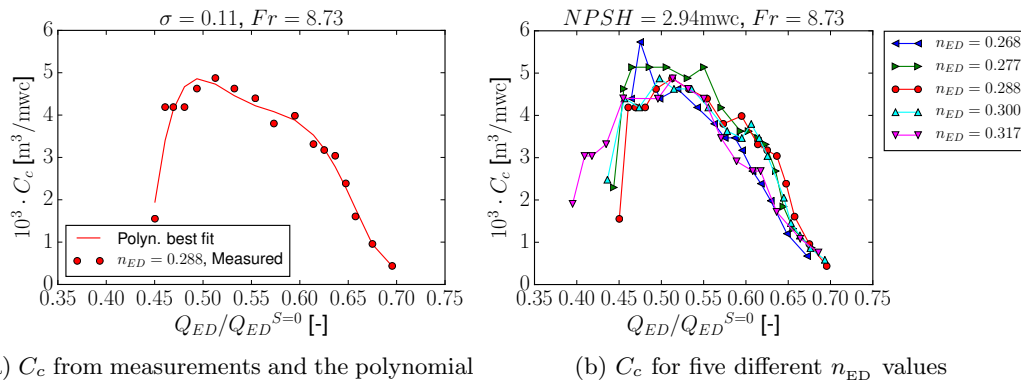 σ = 0.11, Fr = 8.73
10³ · C_c [m³/mwc]
6
5
4
3
2
1
0
Polyn. best fit
n_ED = 0.288, Measured
0.35 0.40 0.45 0.50 0.55 0.60 0.65 0.70 0.75
Q_ED/Q_ED^{S=0} [-]
) C_c from measurements and the polynomial
NPSH = 2.94mwc, Fr = 8.73
10³ · C_c [m³/mwc]
6
5
4
3
2
1
0
0.35 0.40 0.45 0.50 0.55 0.60 0.65 0.70 0.75
Q_ED/Q_ED^{S=0} [-]
n_ED = 0.268
n_ED = 0.277
n_ED = 0.288
n_ED = 0.300
n_ED = 0.317
(b) C_c for five different n_ED values